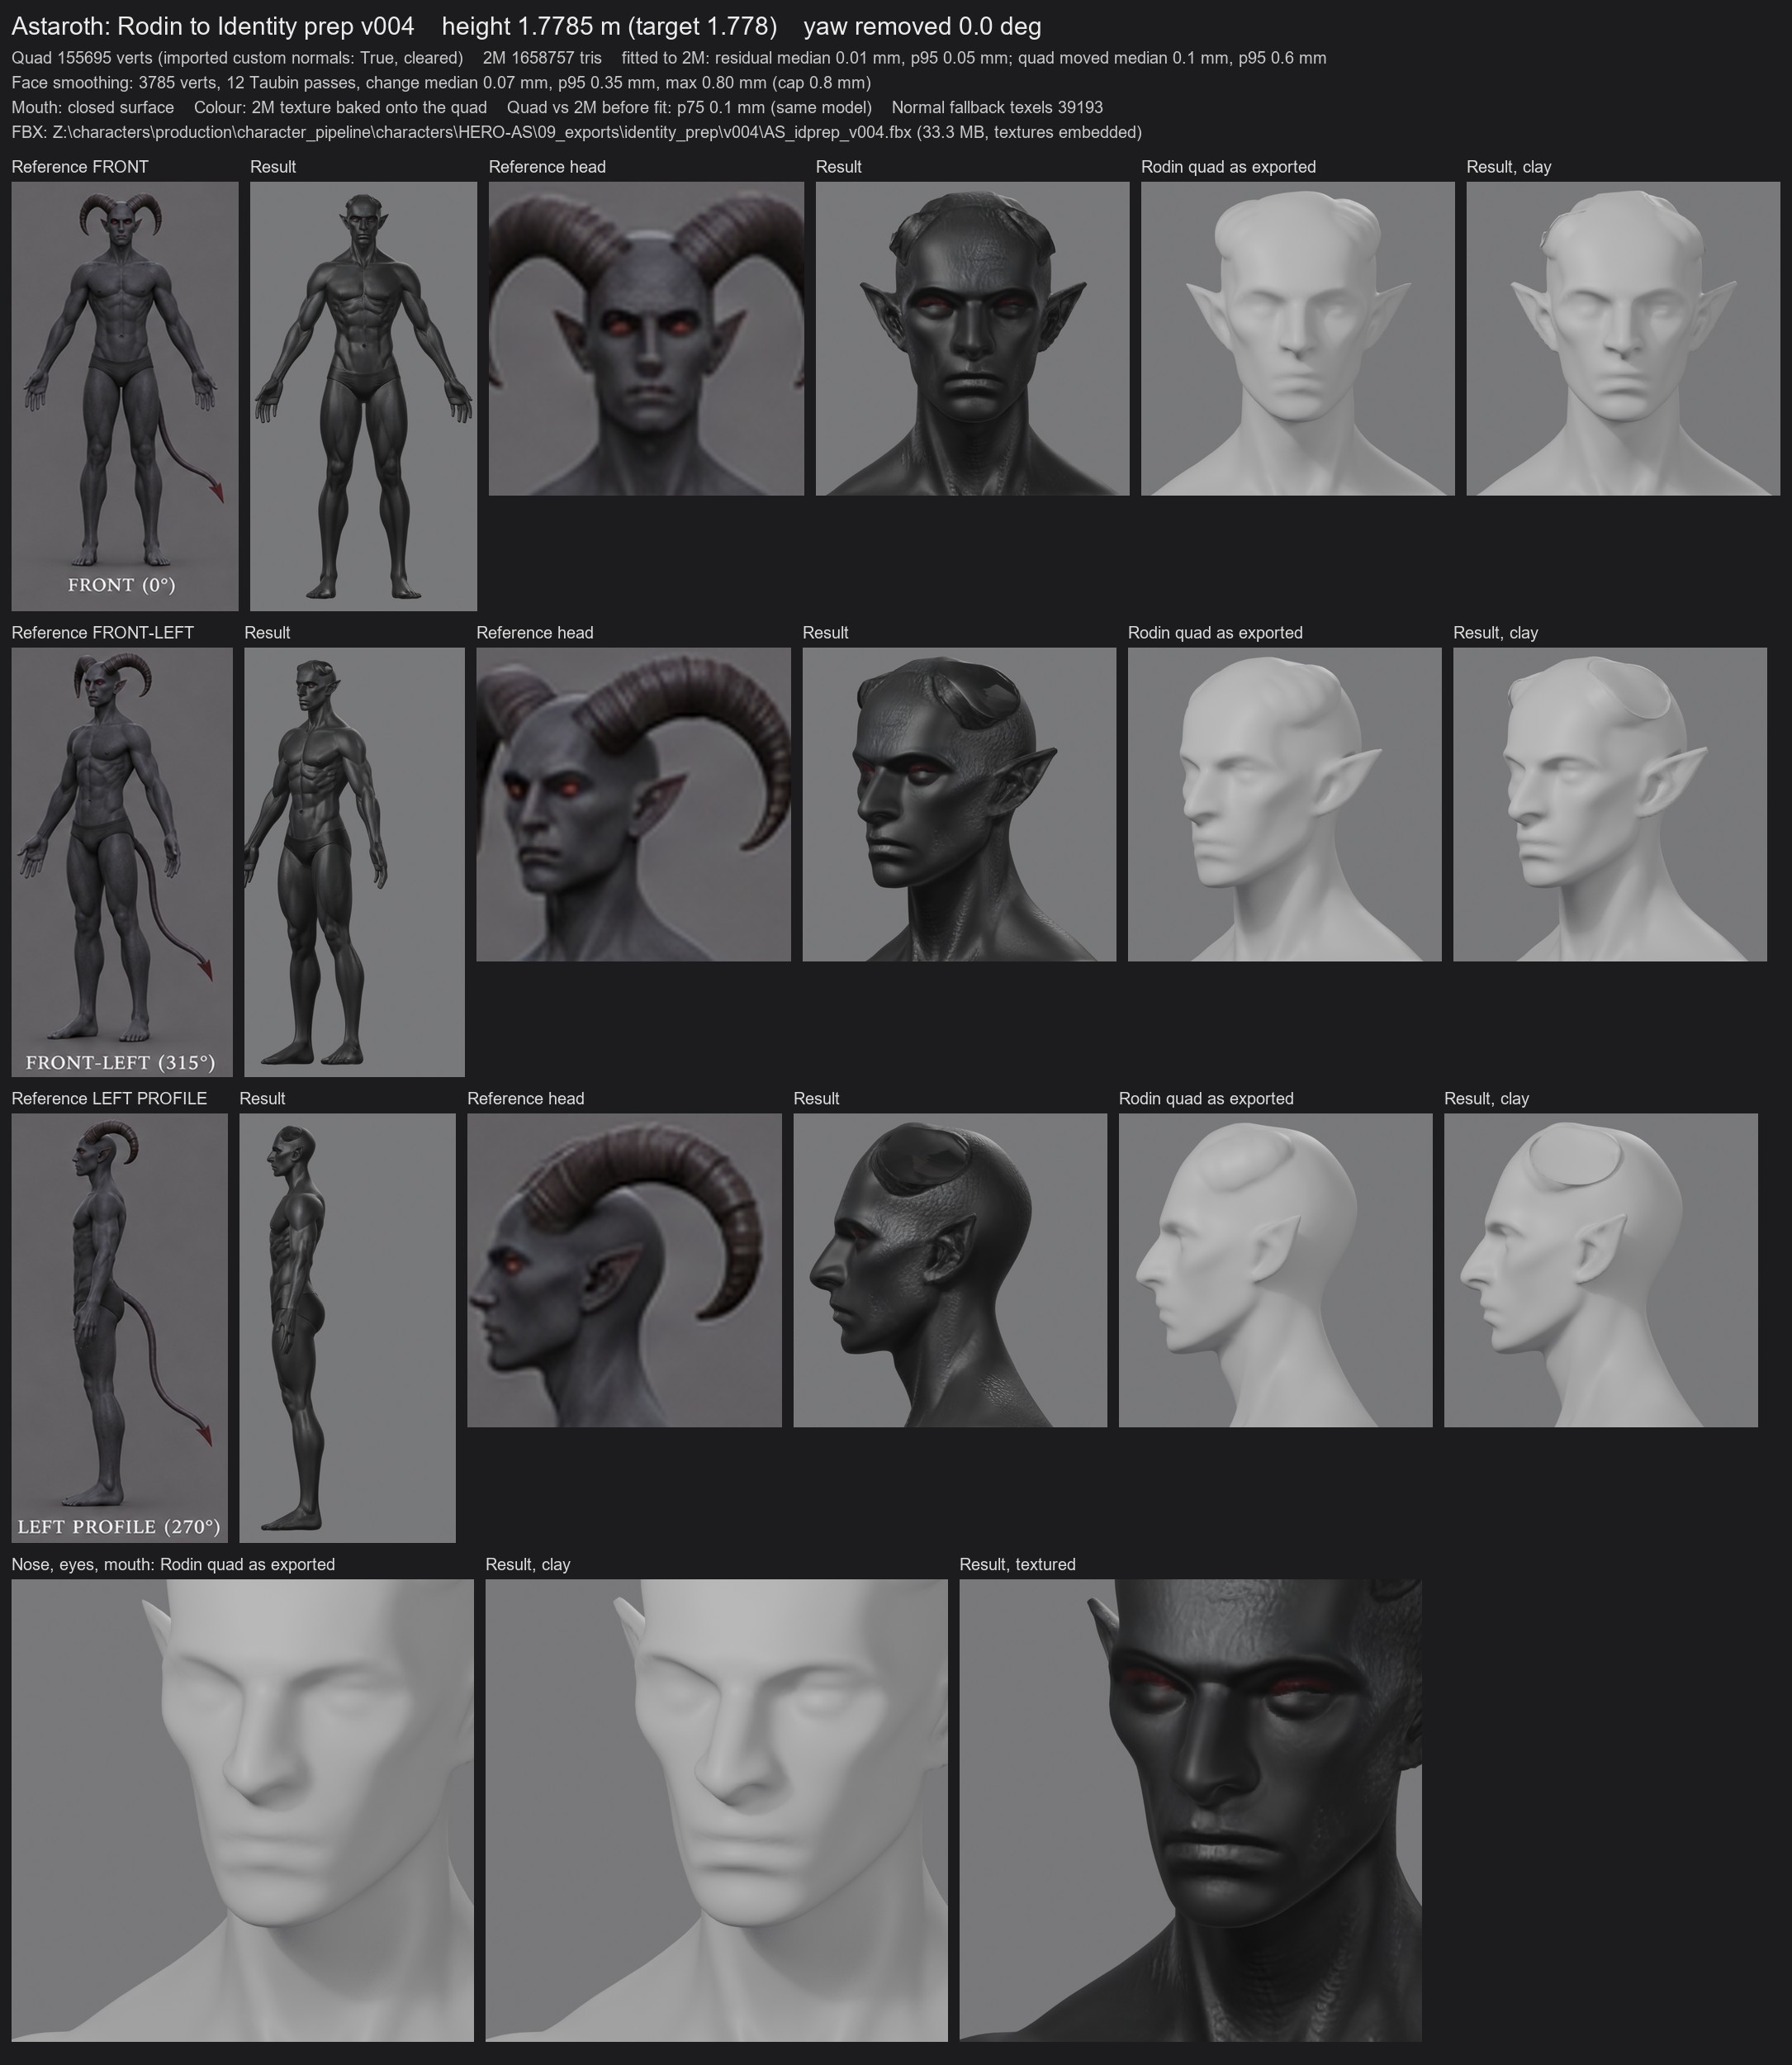 Astaroth: Rodin to Identity prep v004    height 1.7785 m (target 1.778)    yaw removed 0.0 deg
Quad 155695 verts (imported custom normals: True, cleared)    2M 1658757 tris    fitted to 2M: residual median 0.01 mm, p95 0.05 mm; quad moved median 0.1 mm, p95 0.6 mm
Face smoothing: 3785 verts, 12 Taubin passes, change median 0.07 mm, p95 0.35 mm, max 0.80 mm (cap 0.8 mm)
Mouth: closed surface    Colour: 2M texture baked onto the quad    Quad vs 2M before fit: p75 0.1 mm (same model)    Normal fallback texels 39193
FBX: Z:\characters\production\character_pipeline\characters\HERO-AS\09_exports\identity_prep\v004\AS_idprep_v004.fbx (33.3 MB, textures embedded)
Reference FRONT    Result    Reference head    Result    Rodin quad as exported    Result, clay
FRONT (0°)
Reference FRONT-LEFT    Result    Reference head    Result    Rodin quad as exported    Result, clay
FRONT-LEFT (315°)
Reference LEFT PROFILE    Result    Reference head    Result    Rodin quad as exported    Result, clay
LEFT PROFILE (270°)
Nose, eyes, mouth: Rodin quad as exported    Result, clay    Result, textured